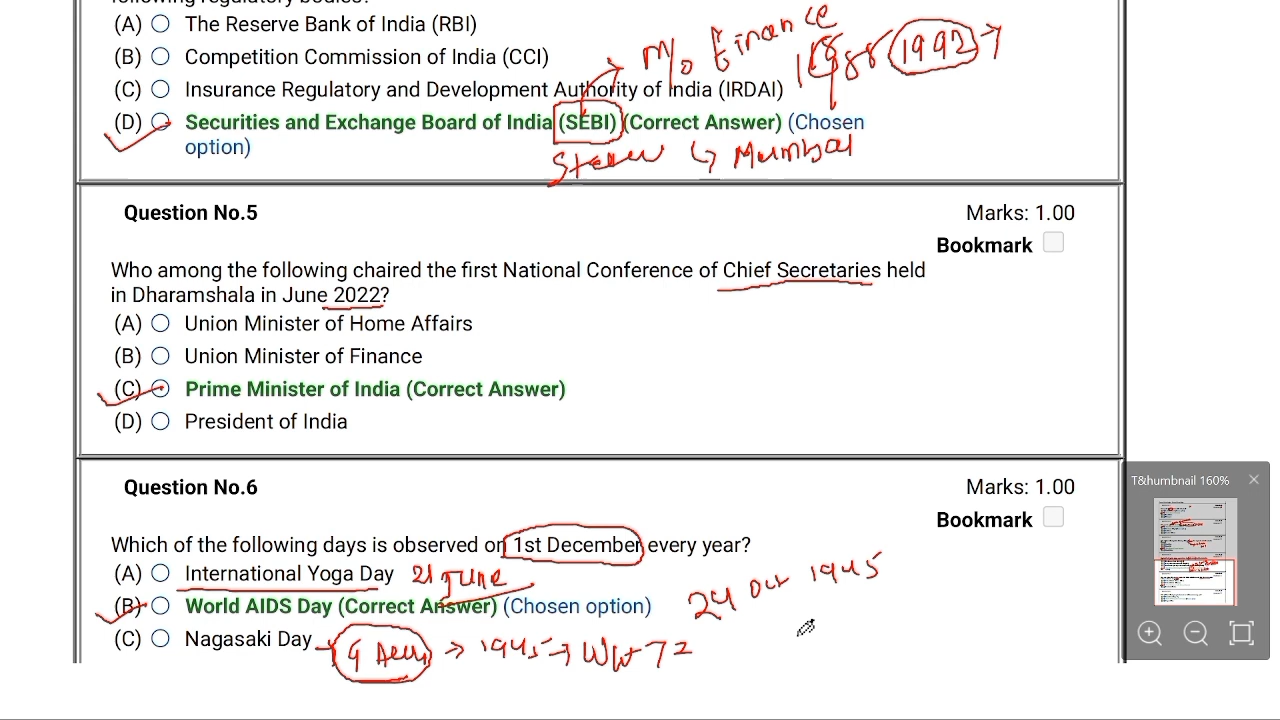 (A) The Reserve Bank of India (RBI)
(B) Competition Commission of India (CCI)
M/o Finance
1988 1992
(C) Insurance Regulatory and Development Authority of India (IRDAI)
(D) Securities and Exchange Board of India (SEBI) (Correct Answer) (Chosen
option)
Mumbai
Question No.5 Marks: 1.00
Bookmark
Who among the following chaired the first National Conference of Chief Secretaries held
in Dharamshala in June 2022?
(A) Union Minister of Home Affairs
(B) Union Minister of Finance
(C) Prime Minister of India (Correct Answer)
(D) President of India
T&humbnail 160%
Question No.6 Marks: 1.00
Bookmark
Which of the following days is observed on 1st December every year?
(A) International Yoga Day 21 June
24 Oct 1945
(B) World AIDS Day (Correct Answer) (Chosen option)
(C) Nagasaki Day 9 1945